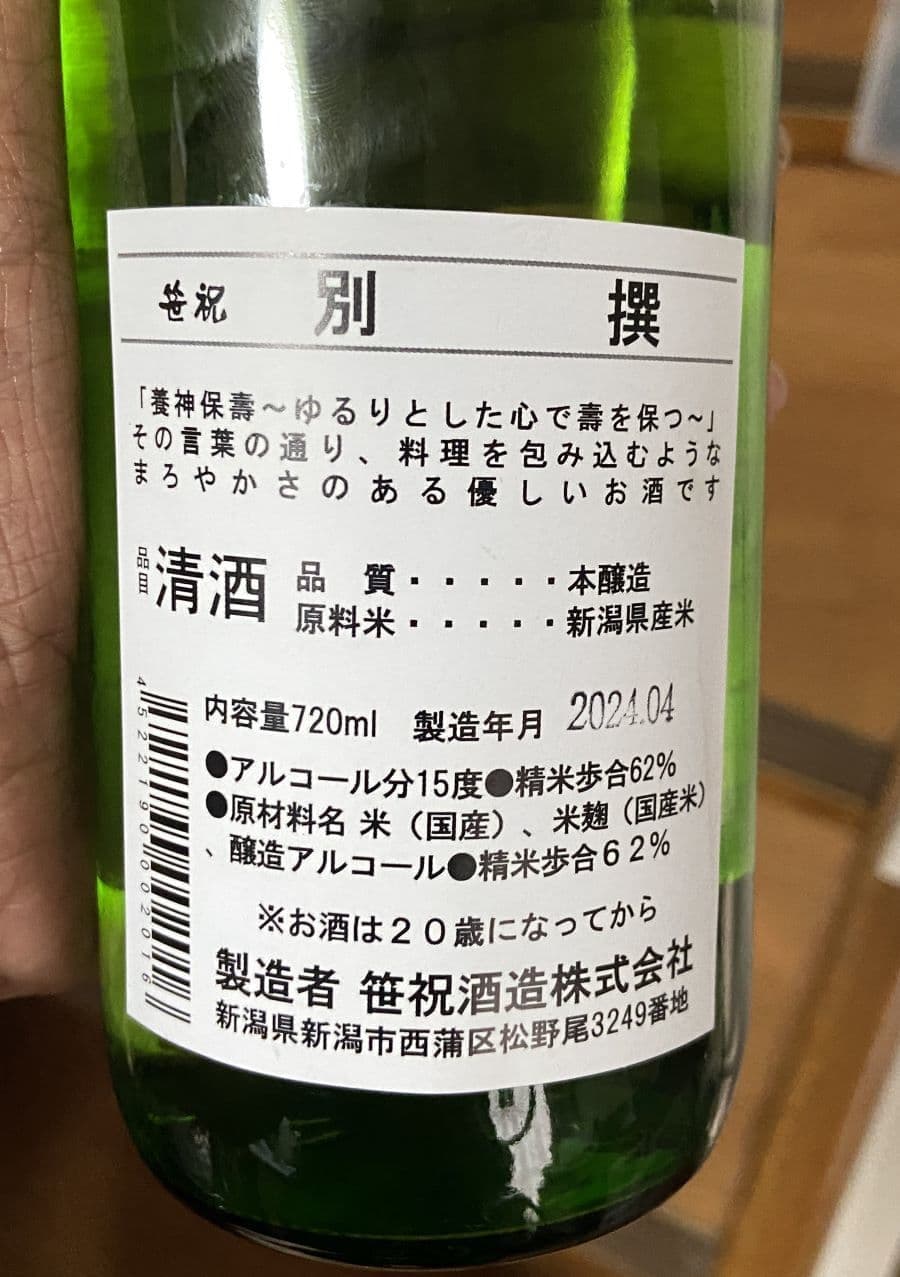 笹祝 別撰
「養神保壽～ゆるりとした心で壽を保つ～」
その言葉の通り、料理を包み込むような
まろやかさのある優しいお酒です
品目 清酒 品質・・・・・本醸造
原料米・・・・・新潟県産米
内容量720ml 製造年月 2024.04
●アルコール分15度●精米歩合62%
●原材料名 米（国産）、米麹（国産米）
、醸造アルコール●精米歩合６２%
※お酒は２０歳になってから
製造者 笹祝酒造株式会社
新潟県新潟市西蒲区松野尾3249番地
4522190002016